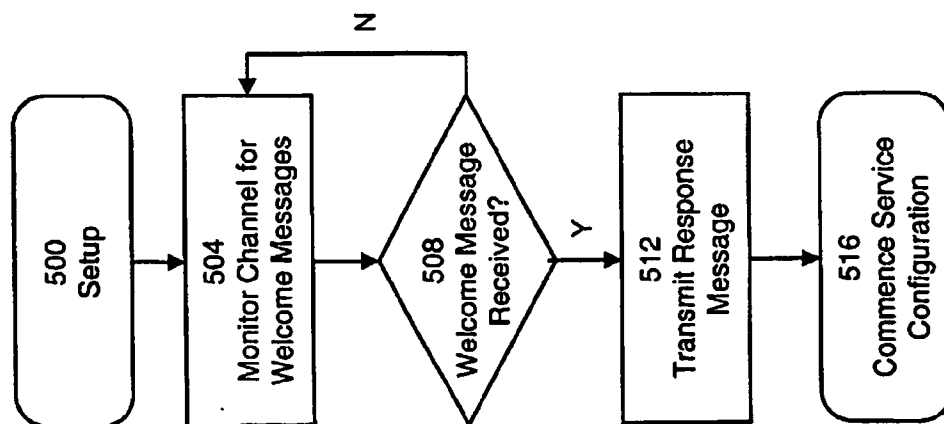 500
Setup
504
Monitor Channel for
Welcome Messages
N
508
Welcome Message
Received?
Y
512
Transmit Response
Message
516
Commence Service
Configuration